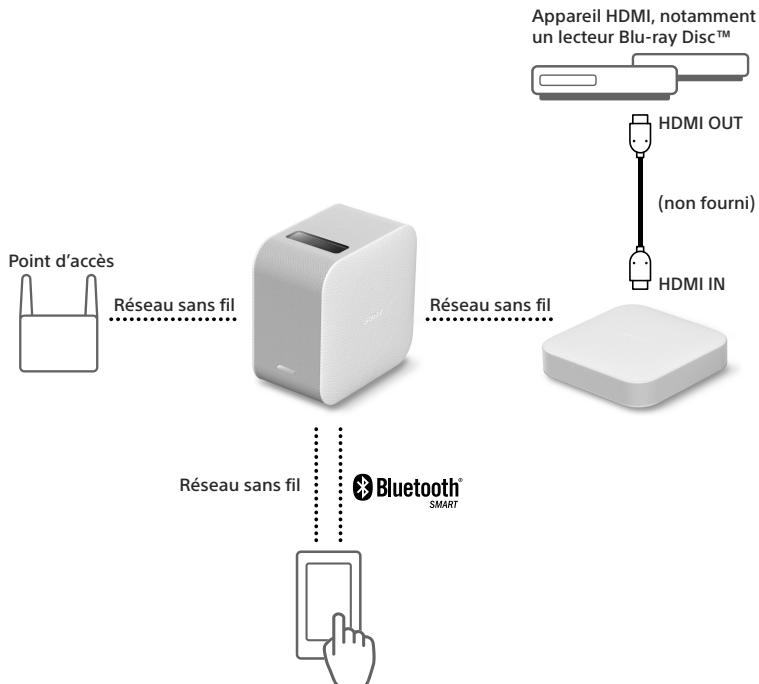 Appareil HDMI, notamment
un lecteur Blu-ray Disc™
HDMI OUT
(non fourni)
HDMI IN
Point d'accès
Réseau sans fil
Réseau sans fil
SONY
Réseau sans fil
Bluetooth®
SMART